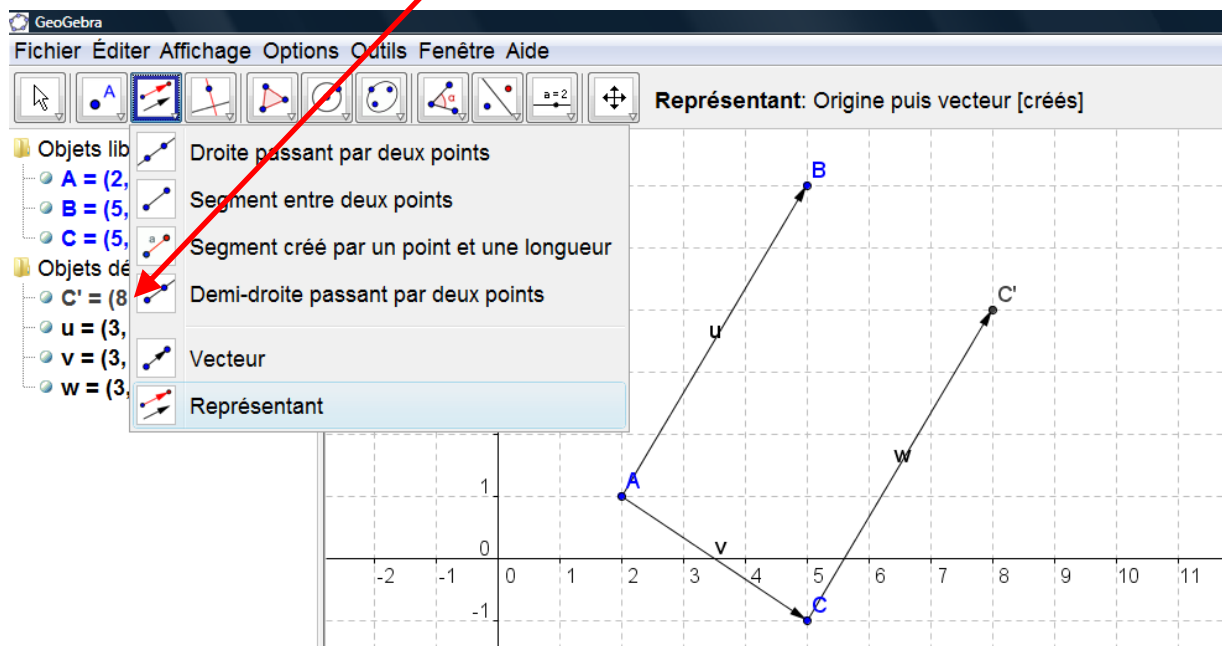 GeoGebra
Fichier Éditer Affichage Options Outils Fenêtre Aide
A α a=2
Représentant: Origine puis vecteur [créés]
Objets lib
A = (2,
B = (5,
C = (5,
Objets dé
C' = (8
u = (3,
v = (3,
w = (3,
Droite passant par deux points
Segment entre deux points
a
Segment créé par un point et une longueur
Demi-droite passant par deux points
Vecteur
Représentant
B
C'
u
w
A
1
v
0
-2 -1 0 1 2 3 4 5 6 7 8 9 10 11
C
-1